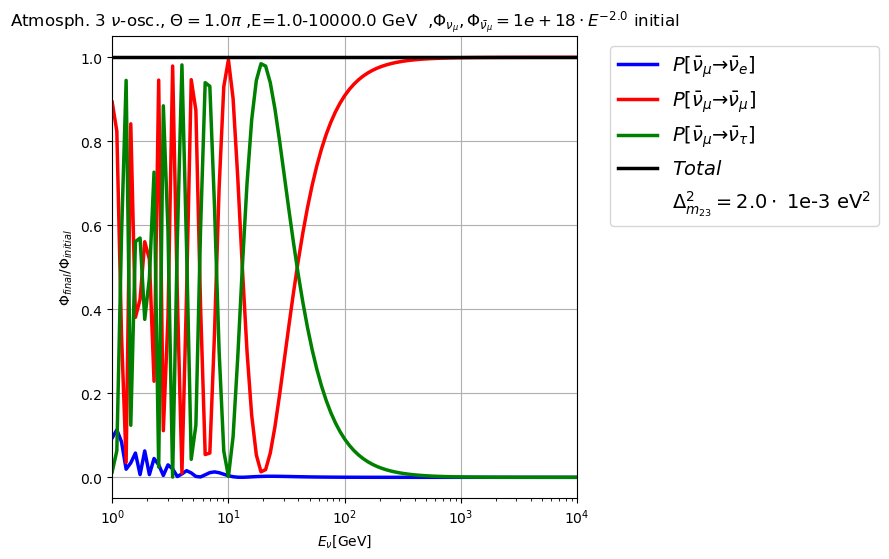 Atmosph. 3 ν-osc., Θ = 1.0π ,E=1.0-10000.0 GeV ,Φ_{ν_μ}, Φ_{ν̄_μ} = 1e + 18 · E^{−2.0} initial
Φ_{final}/Φ_{initial}
1.0
0.8
0.6
0.4
0.2
0.0
10^0
10^1
10^2
10^3
10^4
E_ν[GeV]
P[ν̄_μ→ν̄_e]
P[ν̄_μ→ν̄_μ]
P[ν̄_μ→ν̄_τ]
Total
Δ^2_{m_{23}} = 2.0 · 1e-3 eV^2